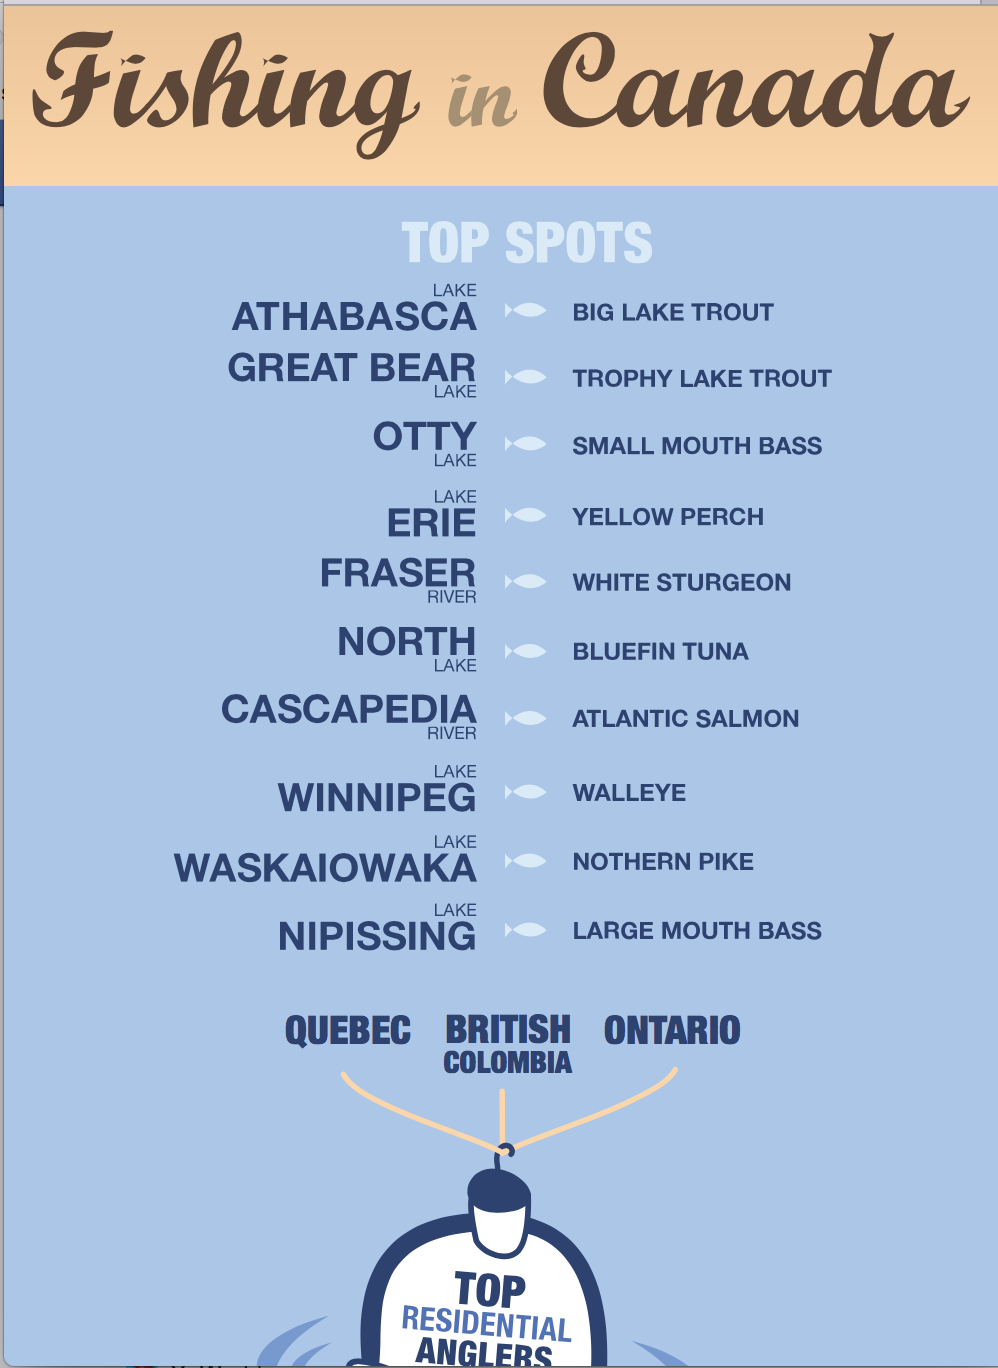 Fishing in Canada
TOP SPOTS
LAKE
ATHABASCA
BIG LAKE TROUT
GREAT BEAR
LAKE
TROPHY LAKE TROUT
OTTY
LAKE
SMALL MOUTH BASS
LAKE
ERIE
YELLOW PERCH
FRASER
RIVER
WHITE STURGEON
NORTH
LAKE
BLUEFIN TUNA
CASCAPEDIA
RIVER
ATLANTIC SALMON
LAKE
WINNIPEG
WALLEYE
LAKE
WASKAIOWAKA
NOTHERN PIKE
LAKE
NIPISSING
LARGE MOUTH BASS
QUEBEC
BRITISH
COLOMBIA
ONTARIO
TOP
RESIDENTIAL
ANGLERS